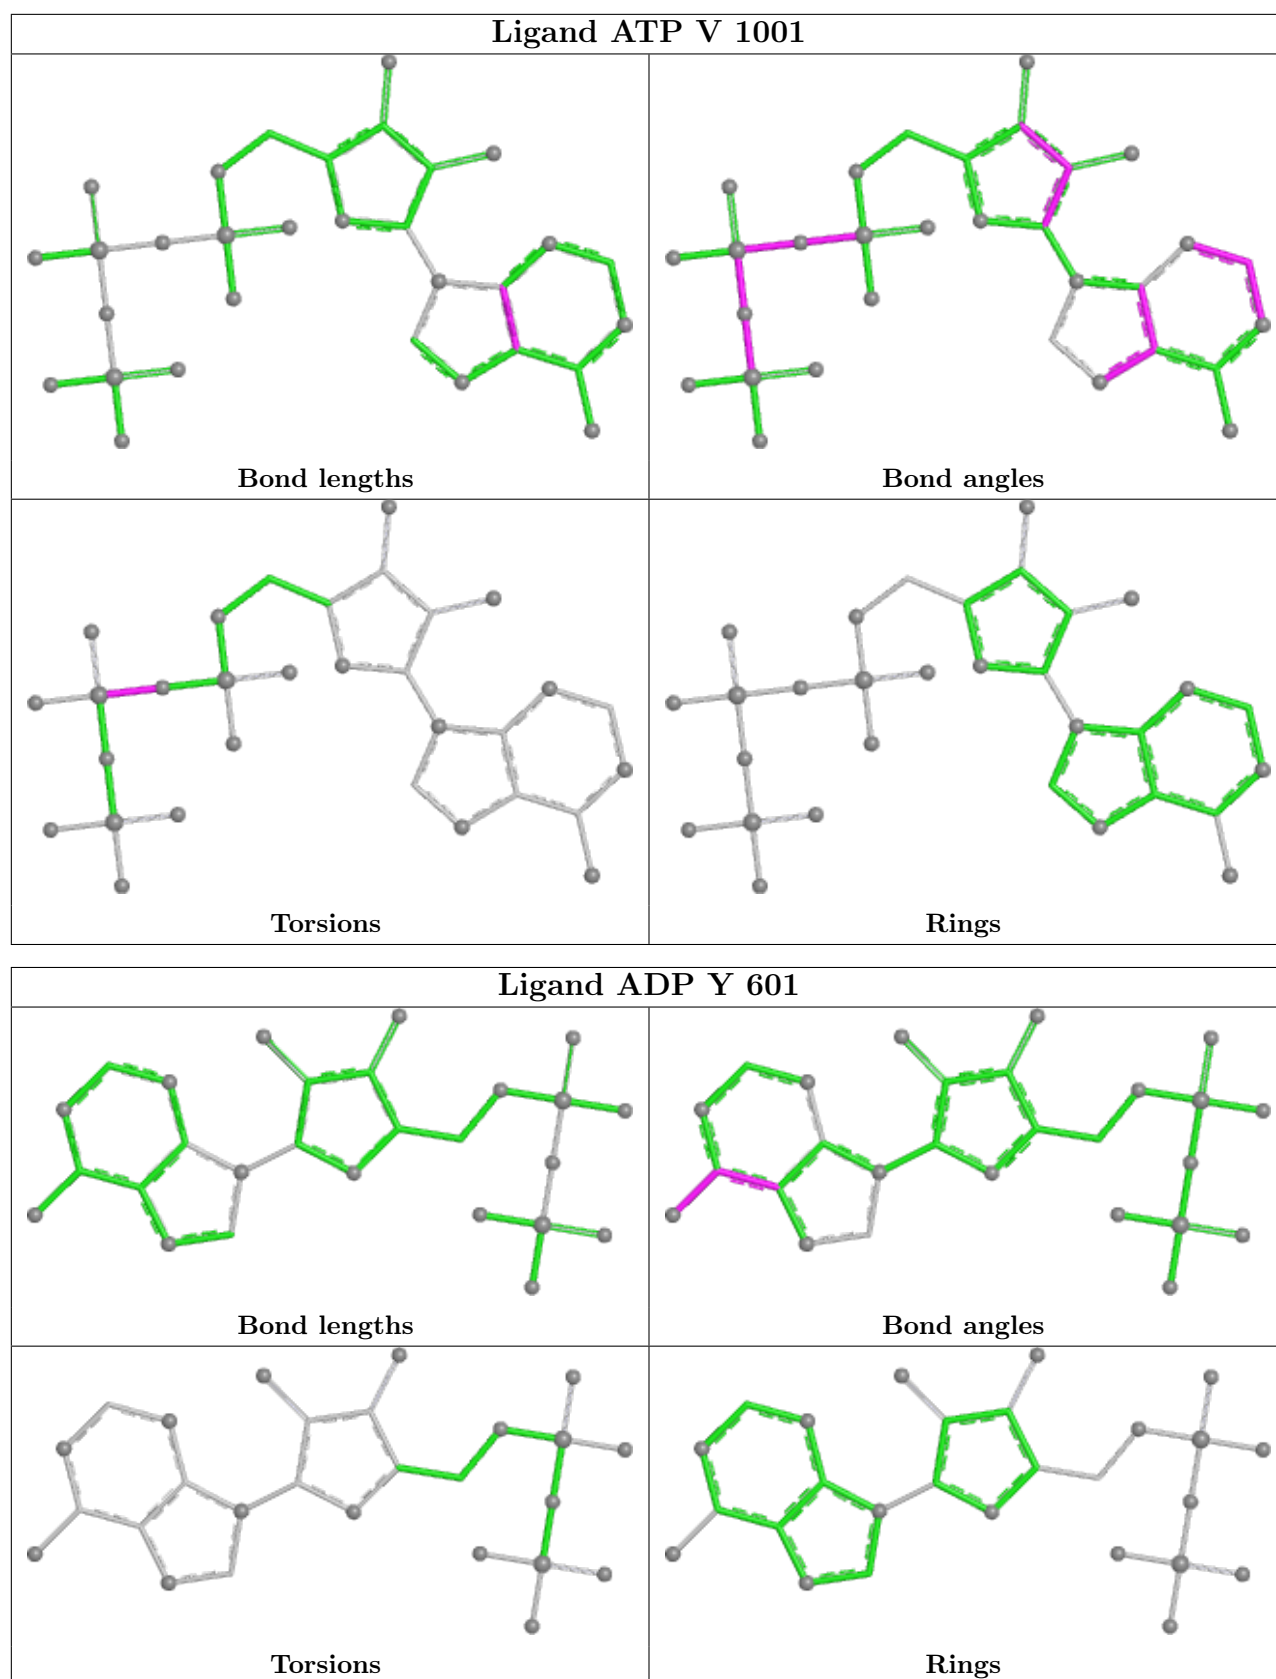 Ligand ATP V 1001
Bond lengths
Bond angles
Torsions
Rings
Ligand ADP Y 601
Bond lengths
Bond angles
Torsions
Rings